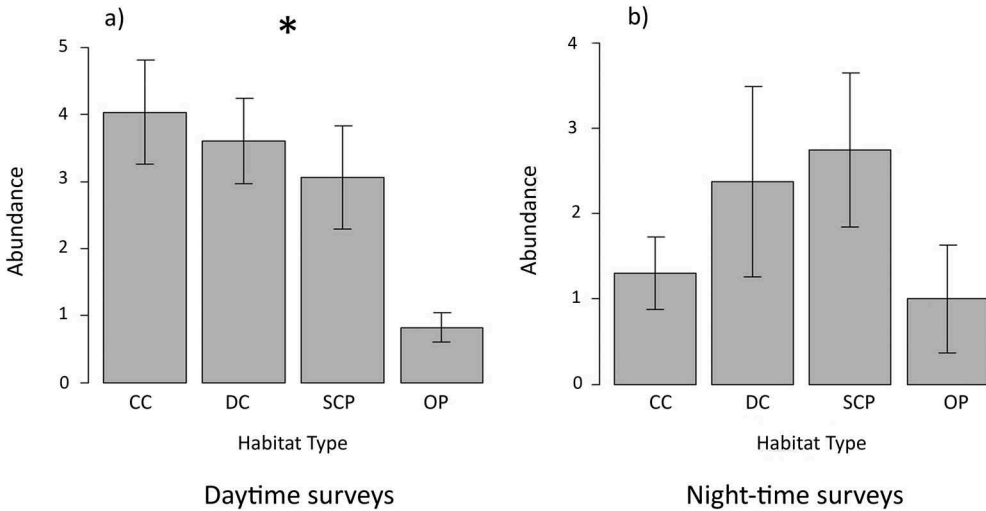 a)
*
5
4
3
2
1
0
Abundance
CC DC SCP OP
Habitat Type
Daytime surveys
b)
4
3
2
1
0
Abundance
CC DC SCP OP
Habitat Type
Night-time surveys